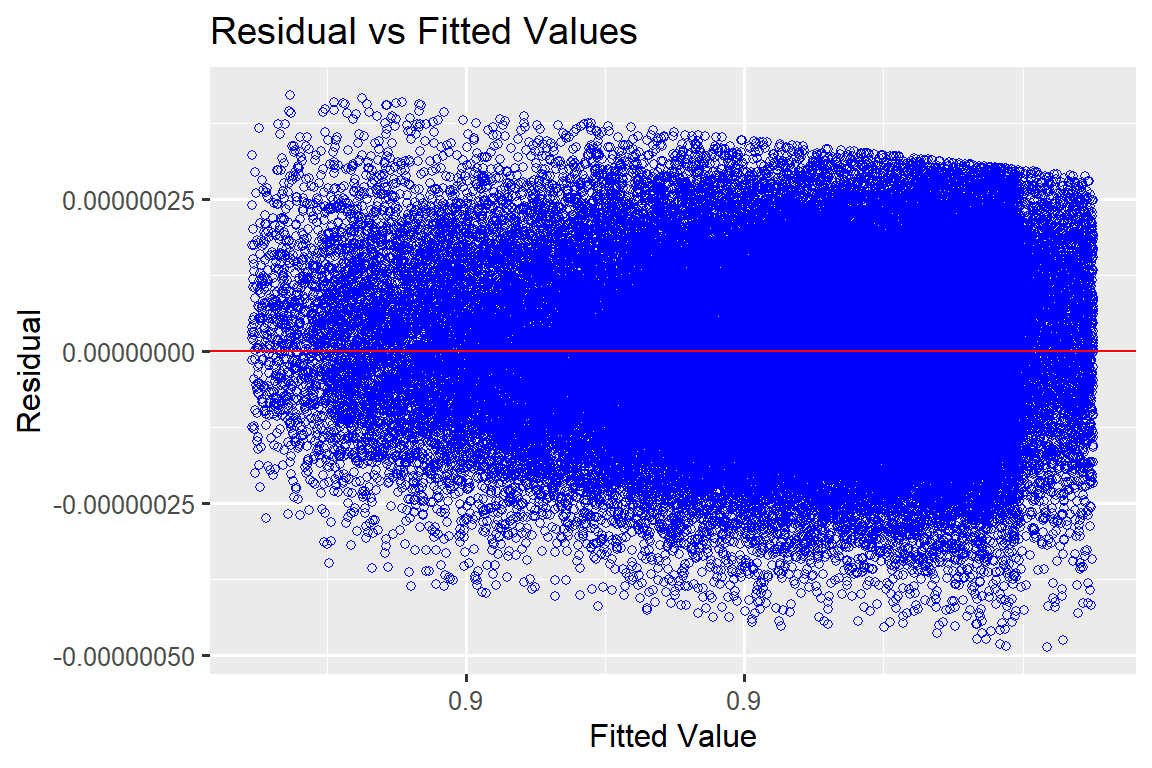 Residual vs Fitted Values
Residual
0.00000025
0.00000000
-0.00000025
-0.00000050
0.9 0.9
Fitted Value